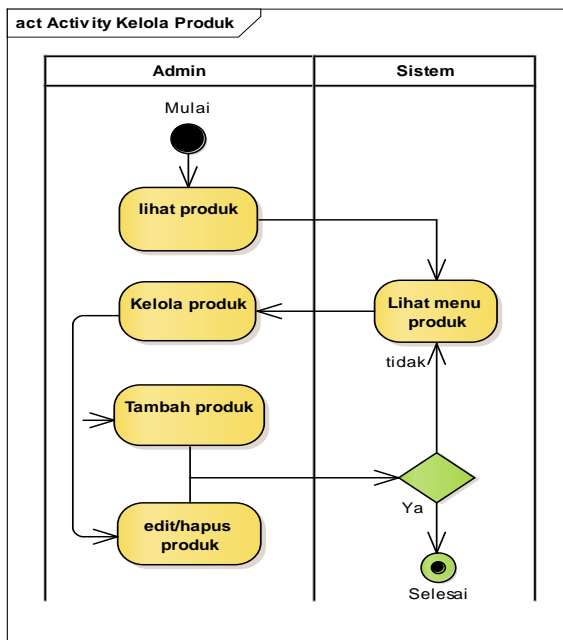 act Activity Kelola Produk
Admin
Sistem
Mulai
lihat produk
Kelola produk
Lihat menu
produk
tidak
Tambah produk
Ya
edit/hapus
produk
Selesai